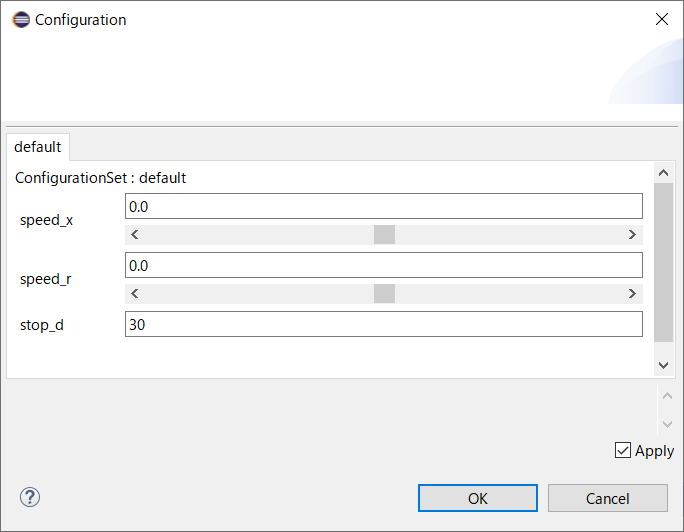 Configuration
default
ConfigurationSet : default
speed_x
0.0
speed_r
0.0
stop_d
30
Apply
OK
Cancel